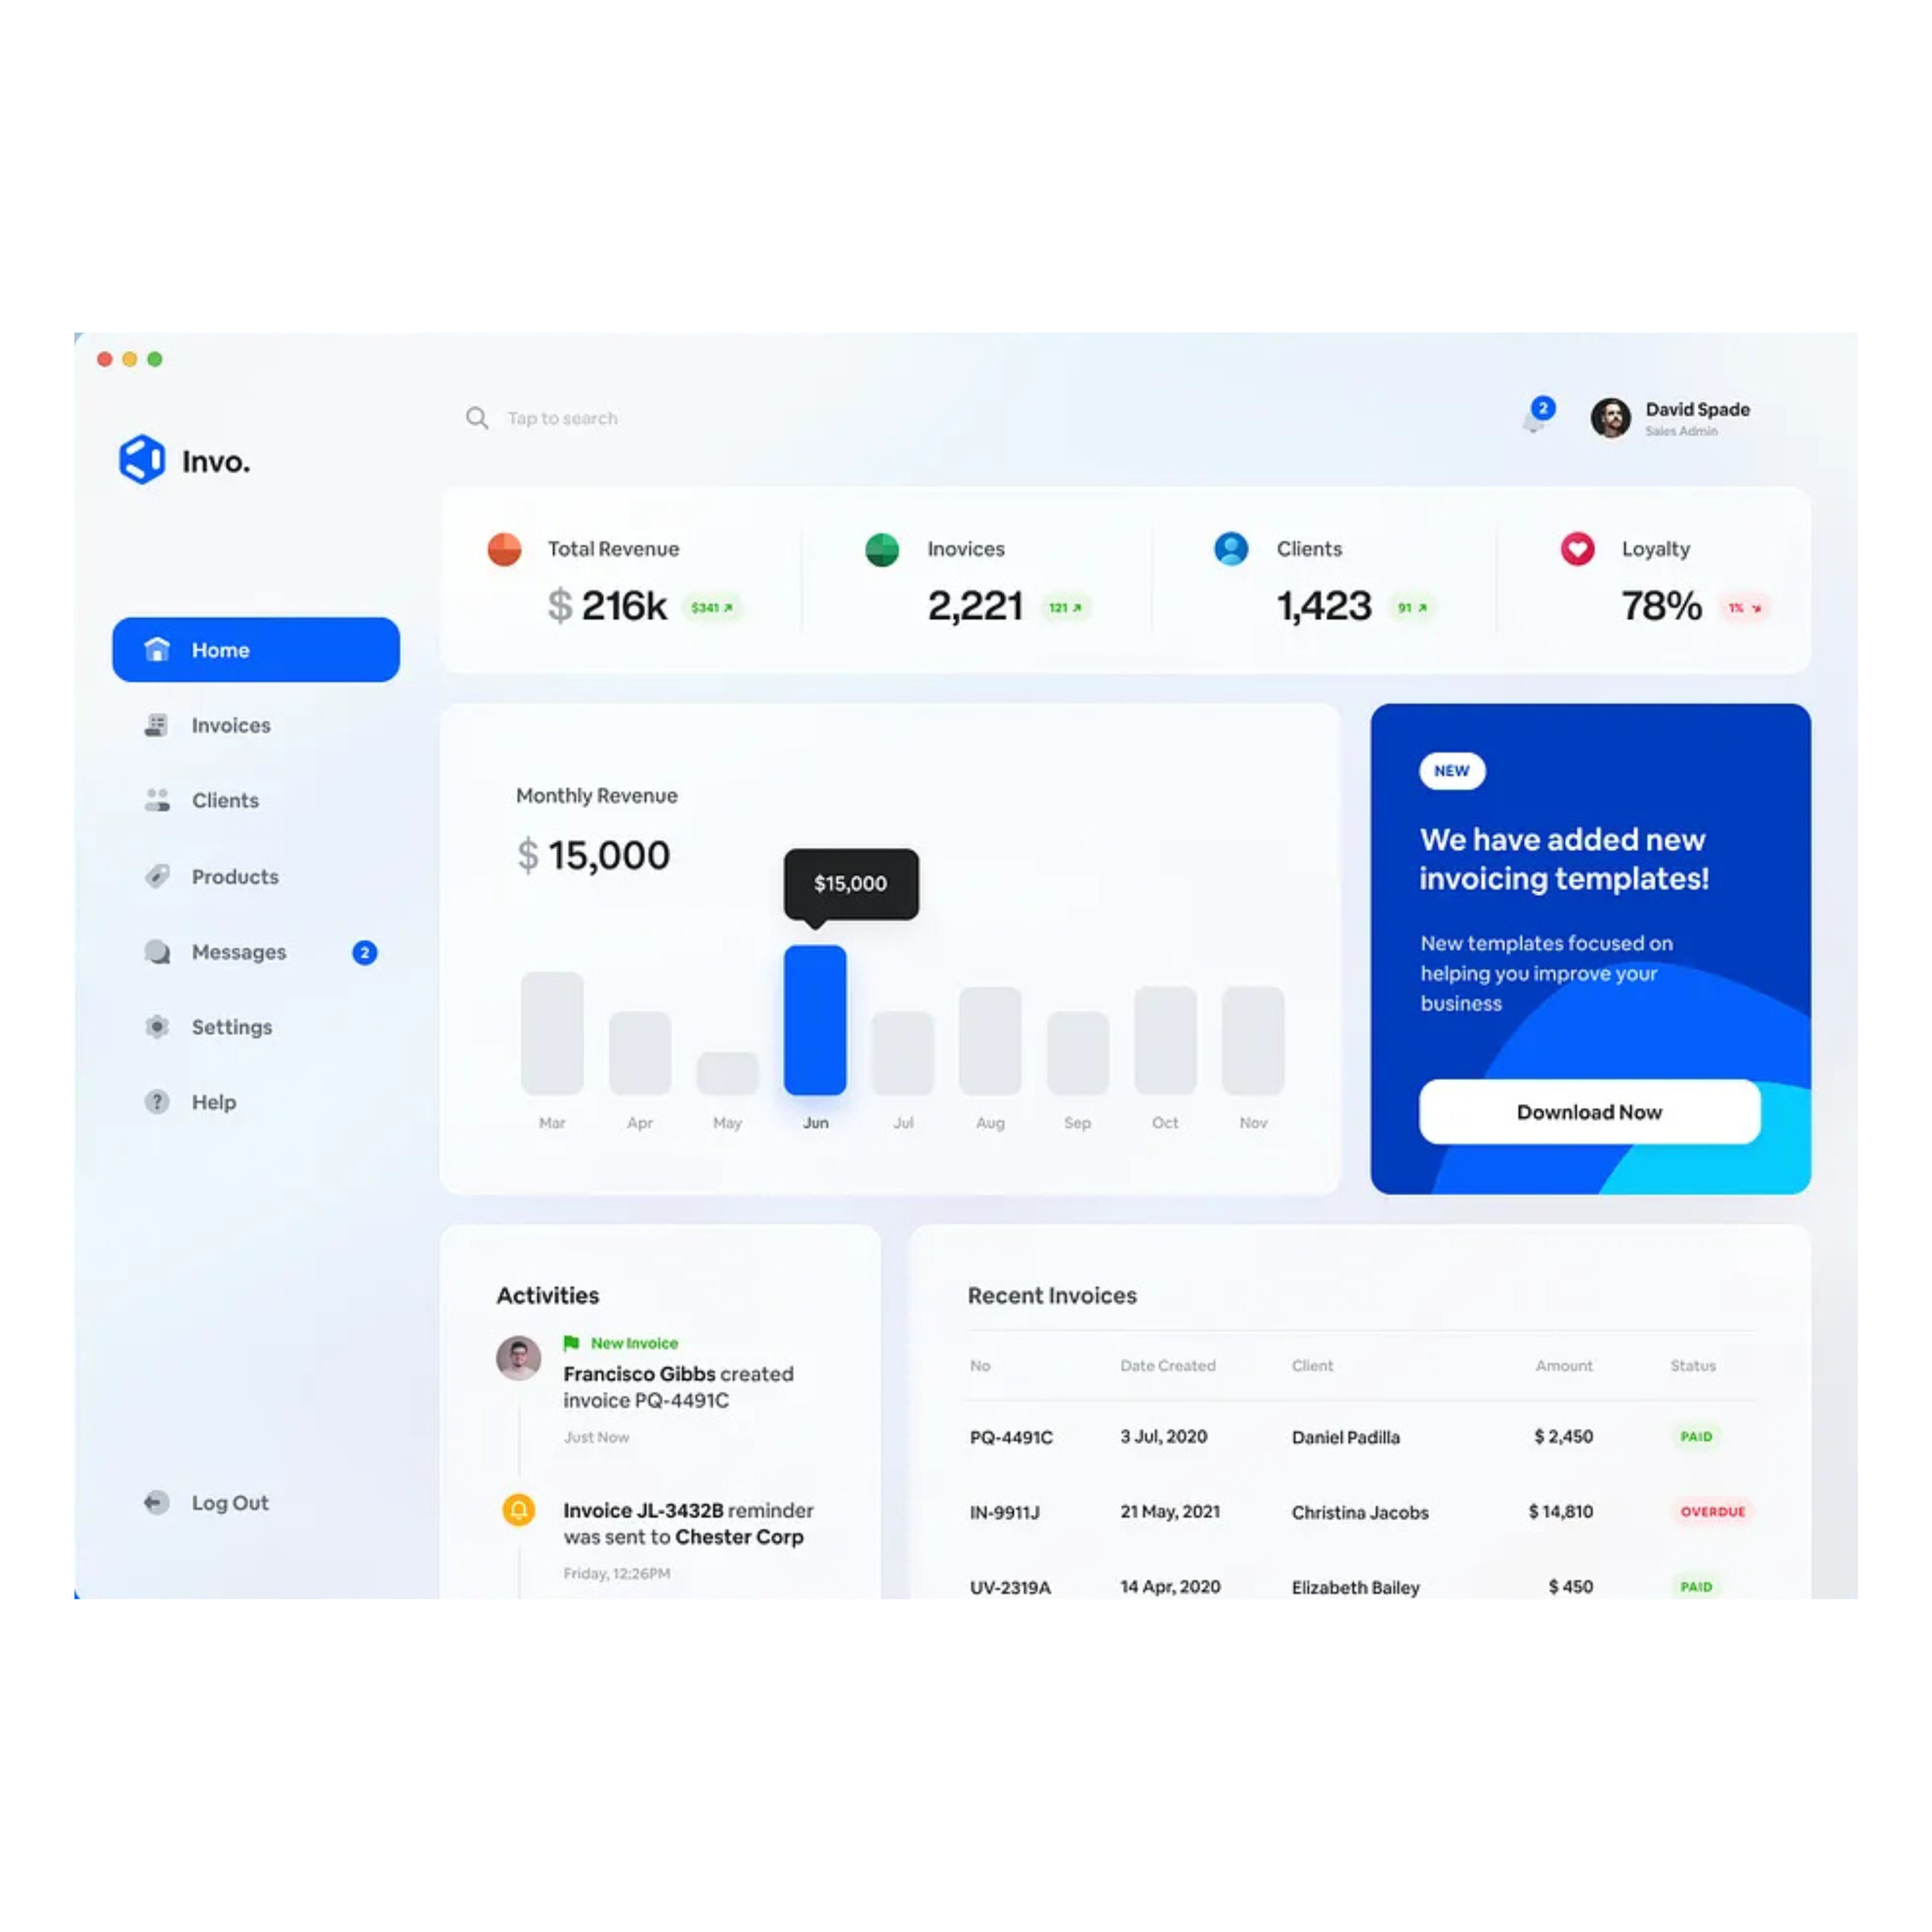 Tap to search
2
David Spade
Sales Admin
Invo.
Home
Invoices
Clients
Products
Messages 2
Settings
Help
Log Out
Total Revenue
$ 216k $341
Inovices
2,221 121
Clients
1,423 91
Loyalty
78% 1%
Monthly Revenue
$ 15,000
$15,000
Mar Apr May Jun Jul Aug Sep Oct Nov
NEW
We have added new
invoicing templates!
New templates focused on
helping you improve your
business
Download Now
Activities
New Invoice
Francisco Gibbs created
invoice PQ-4491C
Just Now
Invoice JL-3432B reminder
was sent to Chester Corp
Friday, 12:26PM
Recent Invoices
No Date Created Client Amount Status
PQ-4491C 3 Jul, 2020 Daniel Padilla $ 2,450 PAID
IN-9911J 21 May, 2021 Christina Jacobs $ 14,810 OVERDUE
UV-2319A 14 Apr, 2020 Elizabeth Bailey $ 450 PAID